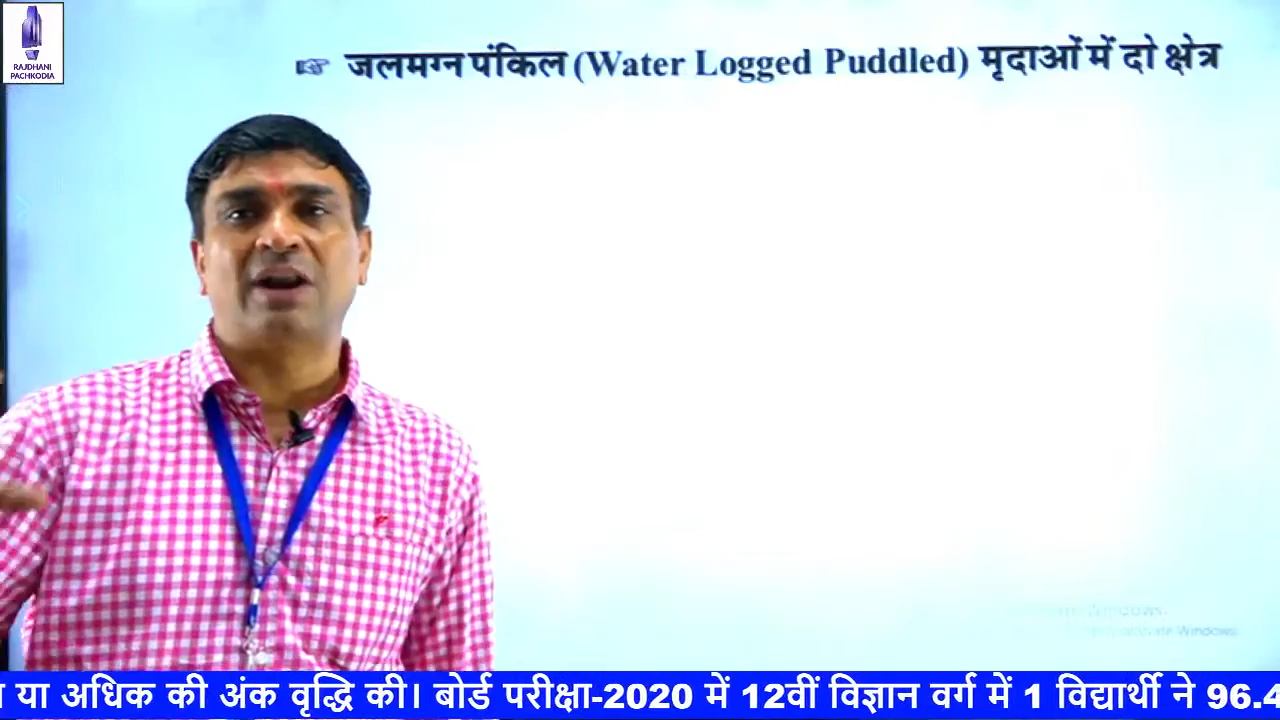 RAJDHANI
PACHKODIA
☞ जलमग्न पंकिल (Water Logged Puddled) मृदाओं में दो क्षेत्र
या अधिक की अंक वृद्धि की। बोर्ड परीक्षा-2020 में 12वीं विज्ञान वर्ग में 1 विद्यार्थी ने 96.4